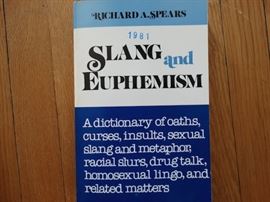 RICHARD A. SPEARS
1981
SLANG and
EUPHEMISM
A dictionary of oaths,
curses, insults, sexual
slang and metaphor,
racial slurs, drug talk,
homosexual lingo, and
related matters